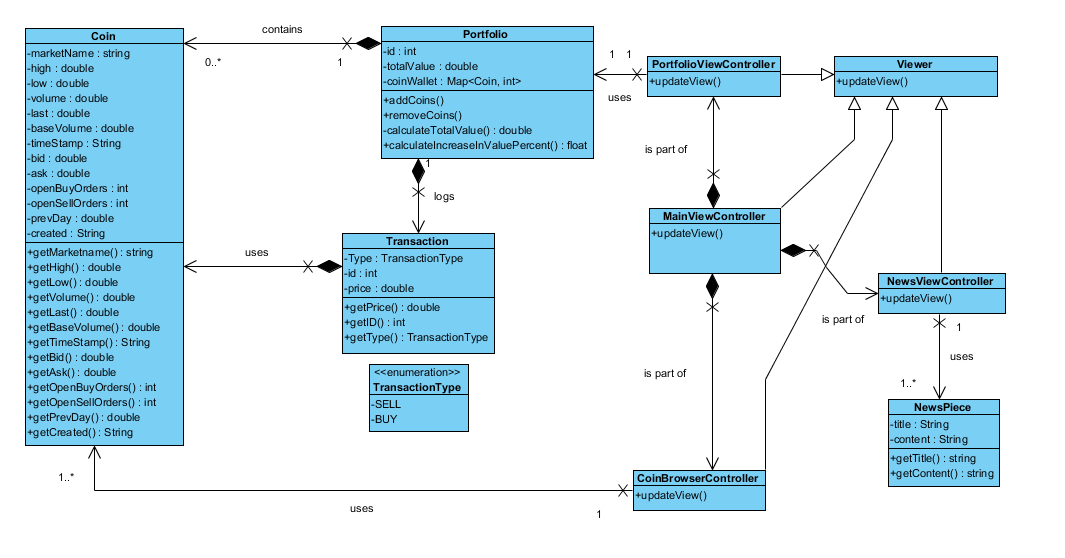 Coin
-marketName : string
-high : double
-low : double
-volume : double
-last : double
-baseVolume : double
-timeStamp : String
-bid : double
-ask : double
-openBuyOrders : int
-openSellOrders : int
-prevDay : double
-created : String
+getMarketname() : string
+getHigh() : double
+getLow() : double
+getVolume() : double
+getLast() : double
+getBaseVolume() : double
+getTimeStamp() : String
+getBid() : double
+getAsk() : double
+getOpenBuyOrders() : int
+getOpenSellOrders() : int
+getPrevDay() : double
+getCreated() : String
contains
0..*
1
Portfolio
-id : int
-totalValue : double
-coinWallet : Map<Coin, int>
+addCoins()
+removeCoins()
-calculateTotalValue() : double
+calculateIncreaseInValuePercent() : float
1
logs
uses
Transaction
-Type : TransactionType
-id : int
-price : double
+getPrice() : double
+getID() : int
+getType() : TransactionType
<<enumeration>>
TransactionType
-SELL
-BUY
1
1
uses
PortfolioViewController
+updateView()
Viewer
+updateView()
is part of
MainViewController
+updateView()
NewsViewController
+updateView()
is part of
1
uses
1..*
is part of
NewsPiece
-title : String
-content : String
+getTitle() : string
+getContent() : string
CoinBrowserController
+updateView()
1..*
uses
1